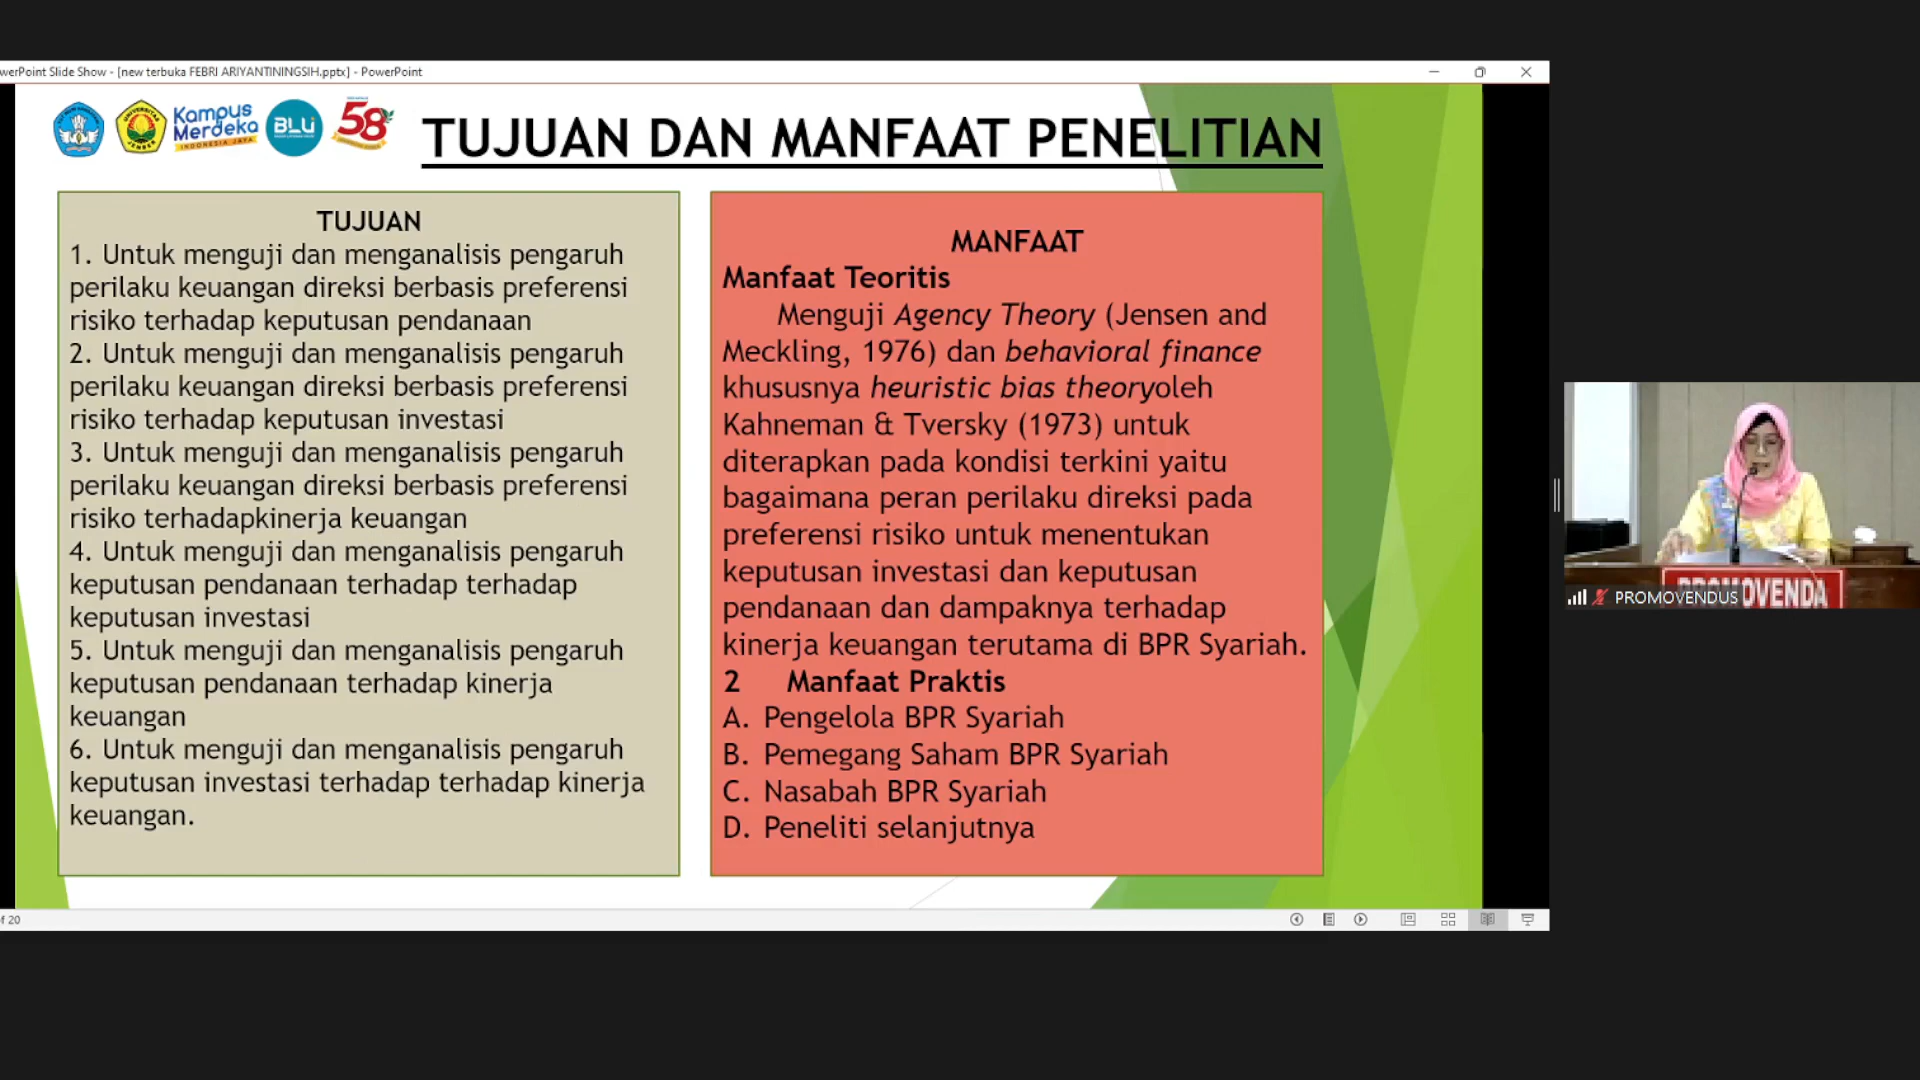 werPoint Slide Show - [new terbuka FEBRI ARIYANTININGSIH.pptx] - PowerPoint
UNIVERSITAS
JEMBER
Kampus
Merdeka
INDONESIA JAYA
BLU
58
TUJUAN DAN MANFAAT PENELITIAN
TUJUAN
1. Untuk menguji dan menganalisis pengaruh
perilaku keuangan direksi berbasis preferensi
risiko terhadap keputusan pendanaan
2. Untuk menguji dan menganalisis pengaruh
perilaku keuangan direksi berbasis preferensi
risiko terhadap keputusan investasi
3. Untuk menguji dan menganalisis pengaruh
perilaku keuangan direksi berbasis preferensi
risiko terhadapkinerja keuangan
4. Untuk menguji dan menganalisis pengaruh
keputusan pendanaan terhadap terhadap
keputusan investasi
5. Untuk menguji dan menganalisis pengaruh
keputusan pendanaan terhadap kinerja
keuangan
6. Untuk menguji dan menganalisis pengaruh
keputusan investasi terhadap terhadap kinerja
keuangan.
MANFAAT
Manfaat Teoritis
Menguji Agency Theory (Jensen and
Meckling, 1976) dan behavioral finance
khususnya heuristic bias theoryoleh
Kahneman & Tversky (1973) untuk
diterapkan pada kondisi terkini yaitu
bagaimana peran perilaku direksi pada
preferensi risiko untuk menentukan
keputusan investasi dan keputusan
pendanaan dan dampaknya terhadap
kinerja keuangan terutama di BPR Syariah.
2 Manfaat Praktis
A. Pengelola BPR Syariah
B. Pemegang Saham BPR Syariah
C. Nasabah BPR Syariah
D. Peneliti selanjutnya
PROMOVENDA
PROMOVENDUS
f 20